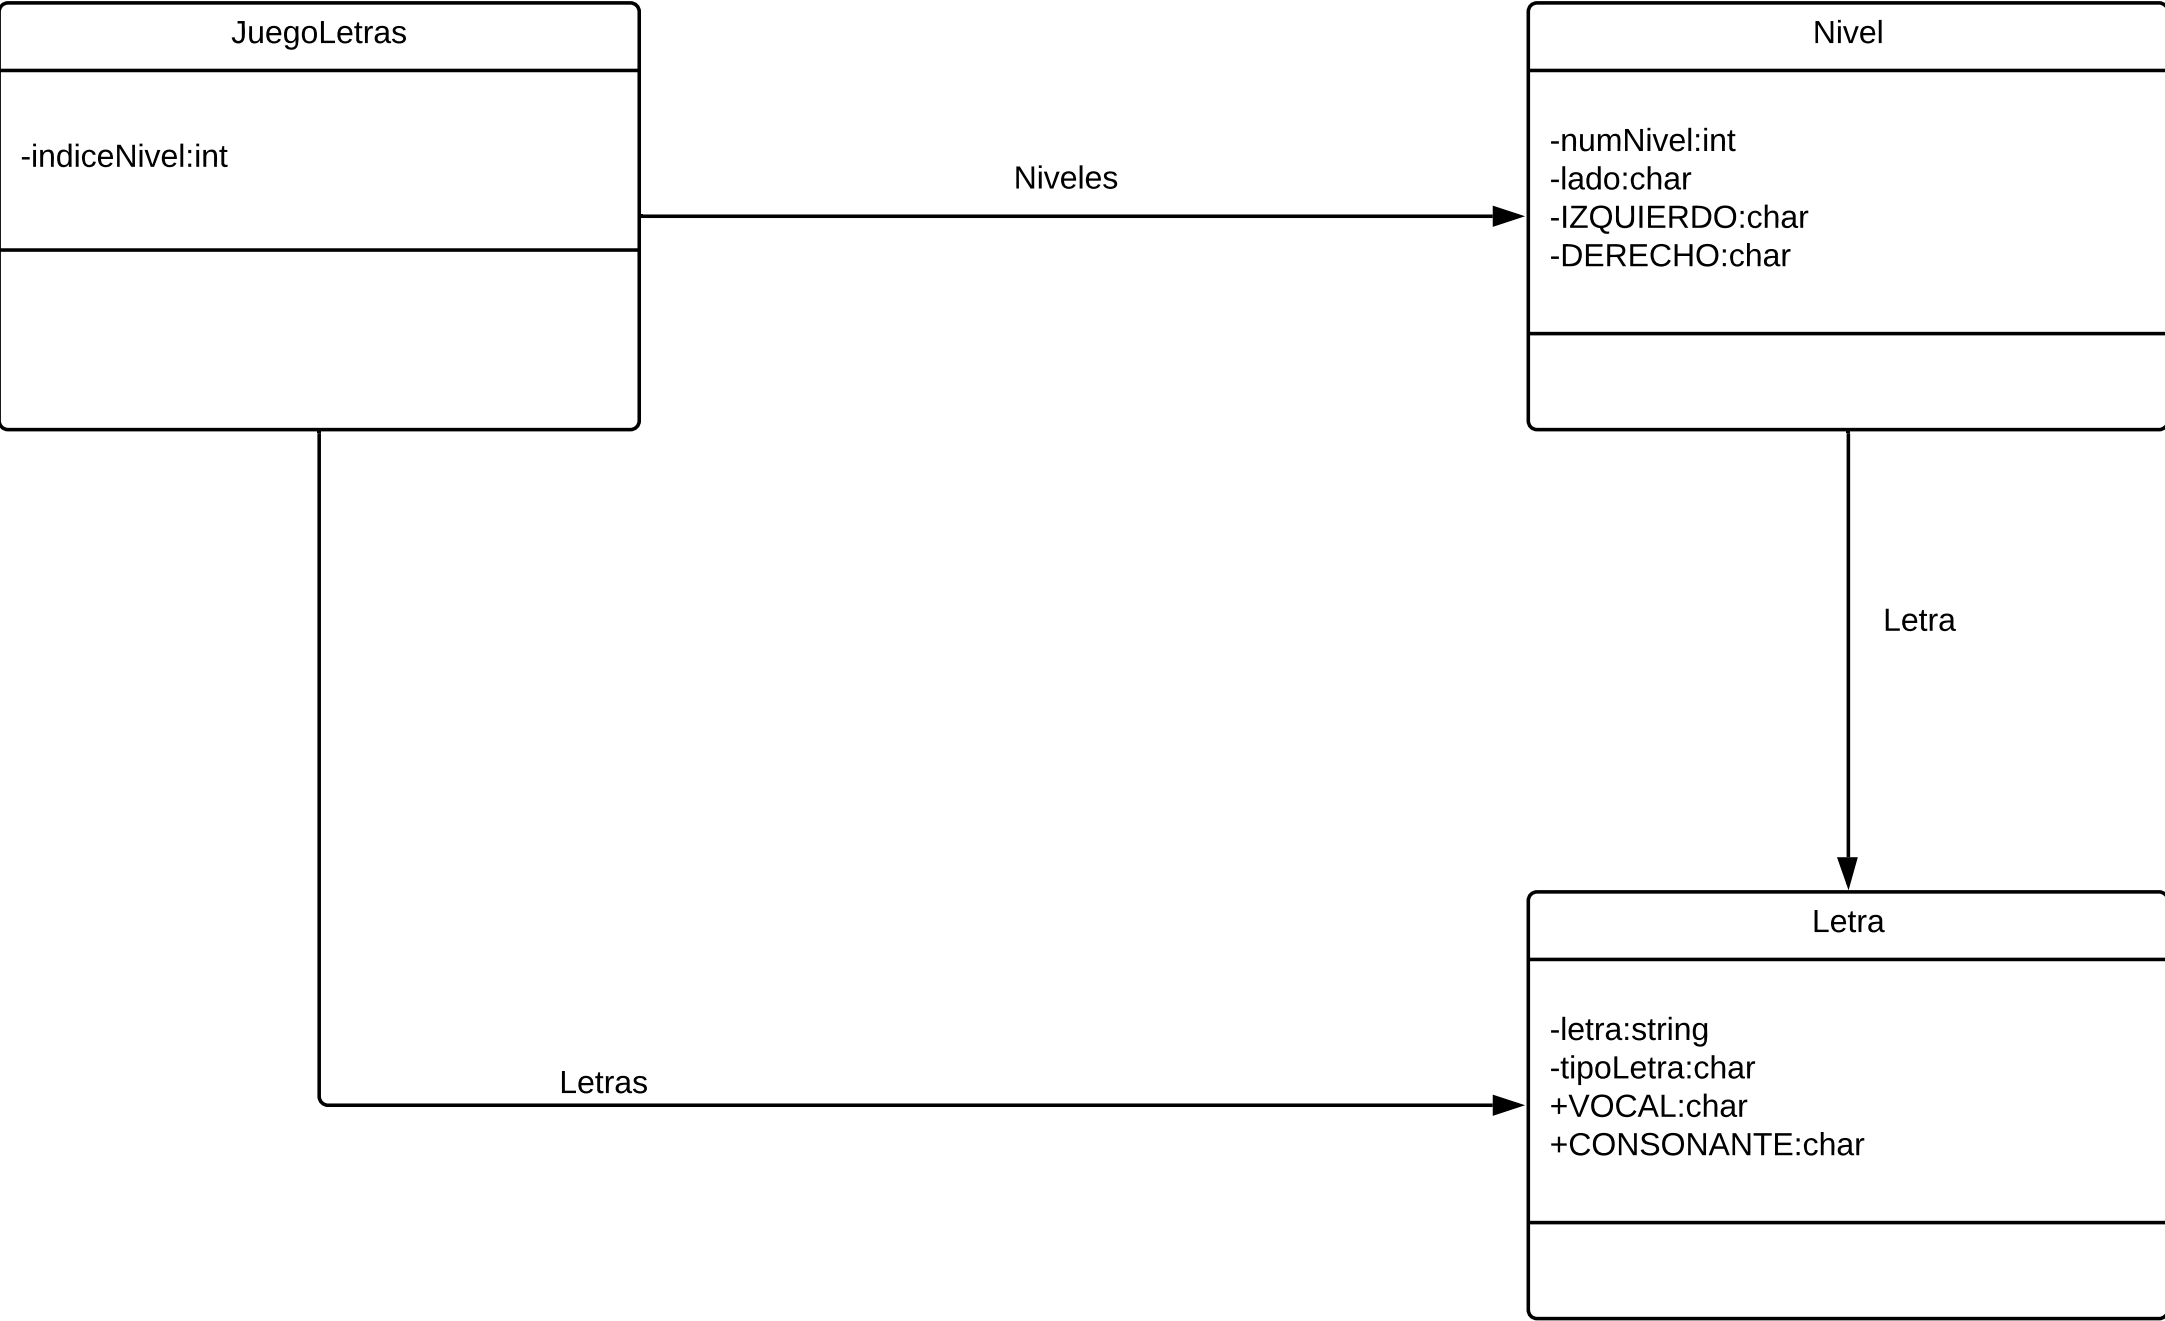 JuegoLetras
-indiceNivel:int
Niveles
Nivel
-numNivel:int
-lado:char
-IZQUIERDO:char
-DERECHO:char
Letra
Letras
Letra
-letra:string
-tipoLetra:char
+VOCAL:char
+CONSONANTE:char